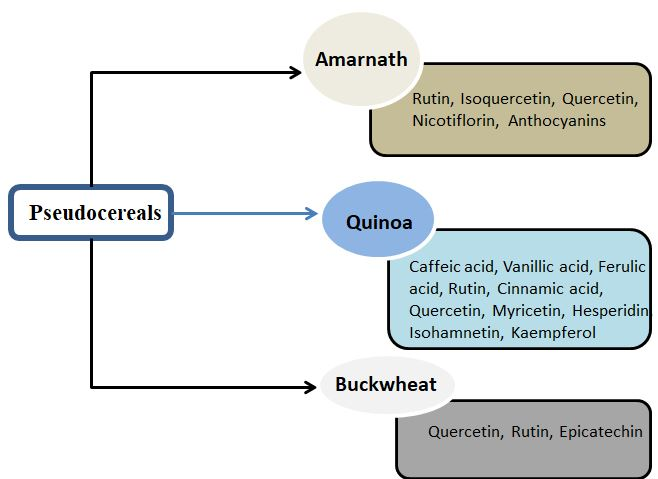 Amarnath
Rutin, Isoquercetin, Quercetin,
Nicotiflorin, Anthocyanins
Pseudocereals
Quinoa
Caffeic acid, Vanillic acid, Ferulic
acid, Rutin, Cinnamic acid,
Quercetin, Myricetin, Hesperidin,
Isohamnetin, Kaempferol
Buckwheat
Quercetin, Rutin, Epicatechin